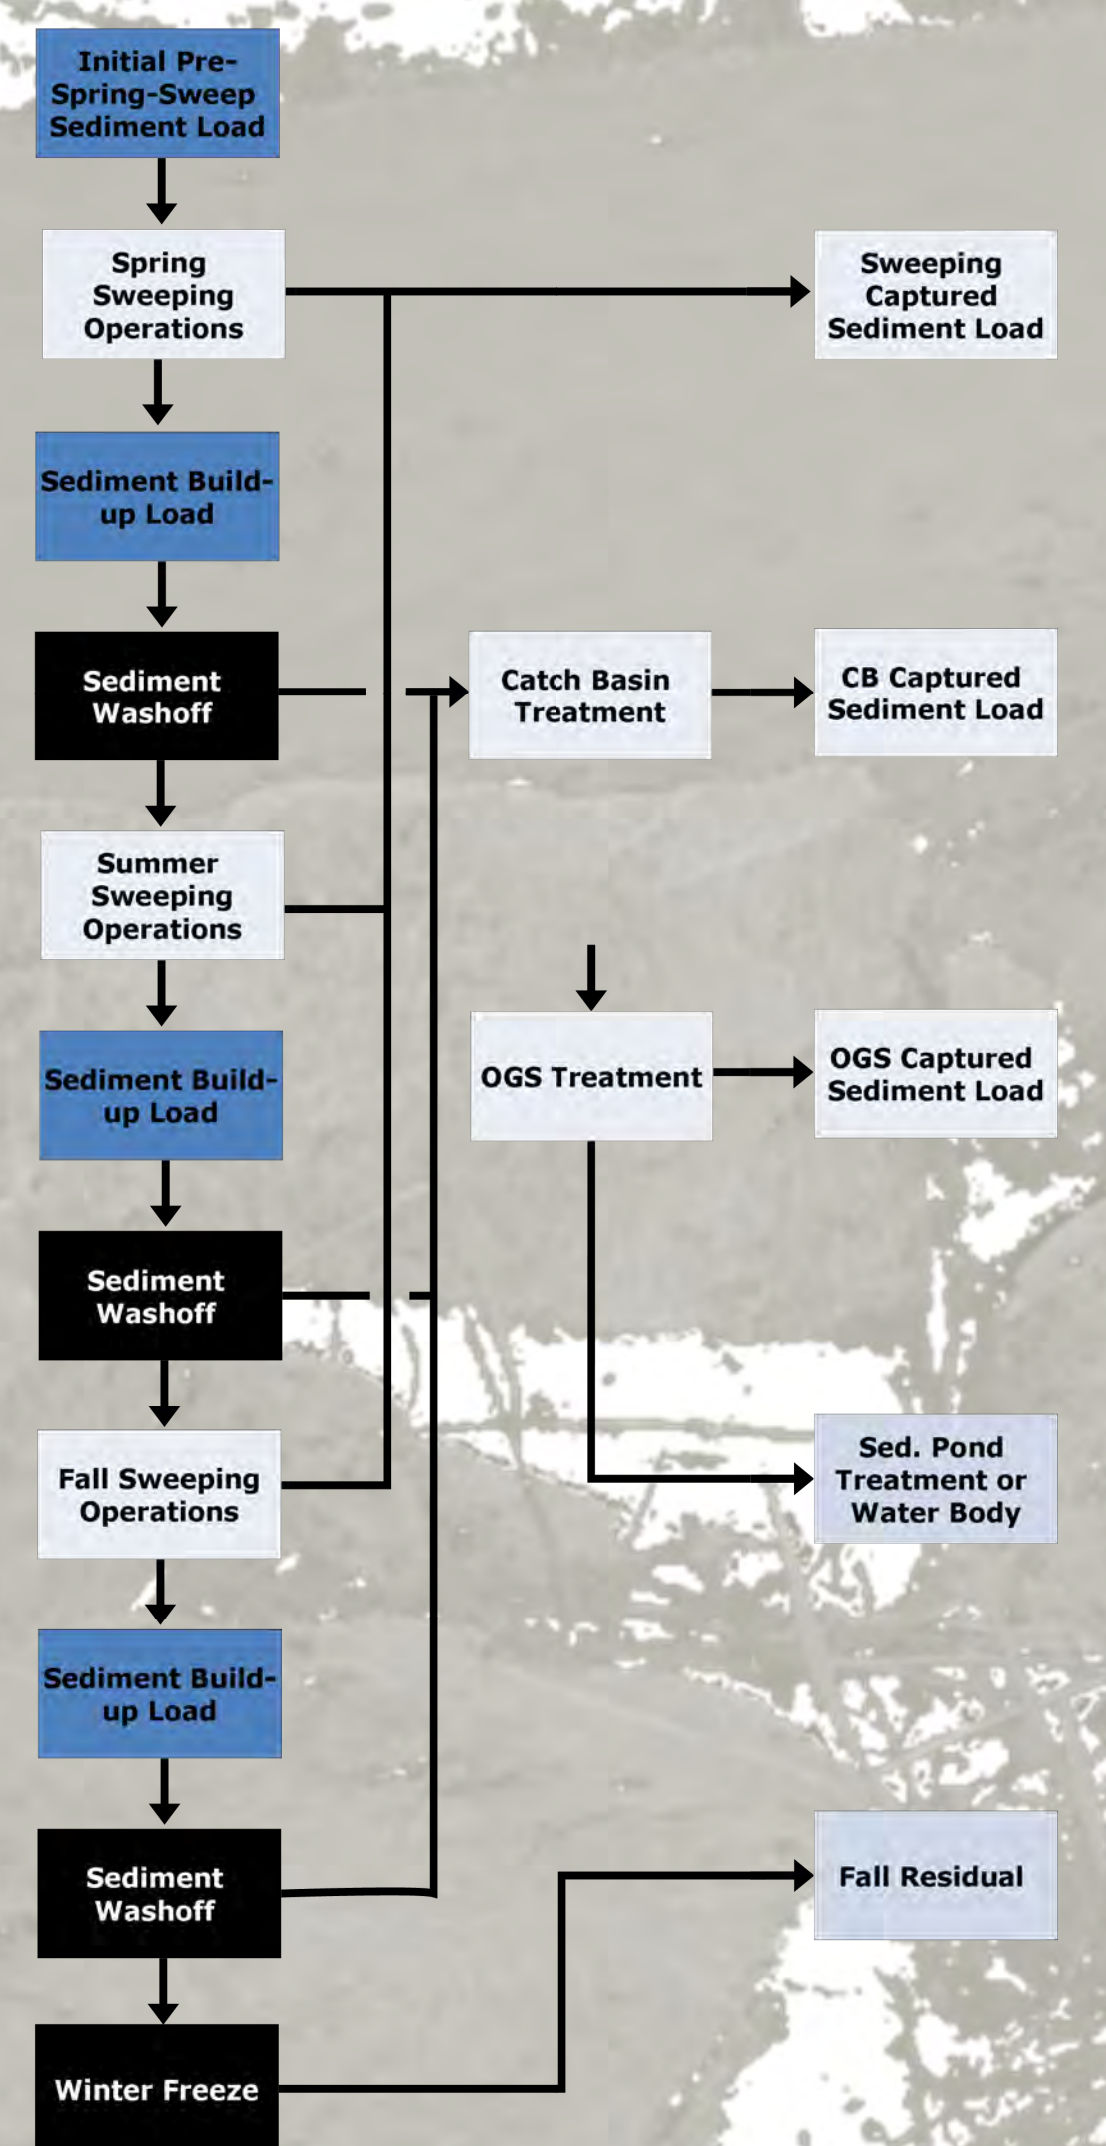 Initial Pre-
Spring-Sweep
Sediment Load
Spring
Sweeping
Operations
Sweeping
Captured
Sediment Load
Sediment Build-
up Load
Sediment
Washoff
Catch Basin
Treatment
CB Captured
Sediment Load
Summer
Sweeping
Operations
Sediment Build-
up Load
OGS Treatment
OGS Captured
Sediment Load
Sediment
Washoff
Fall Sweeping
Operations
Sed. Pond
Treatment or
Water Body
Sediment Build-
up Load
Sediment
Washoff
Fall Residual
Winter Freeze